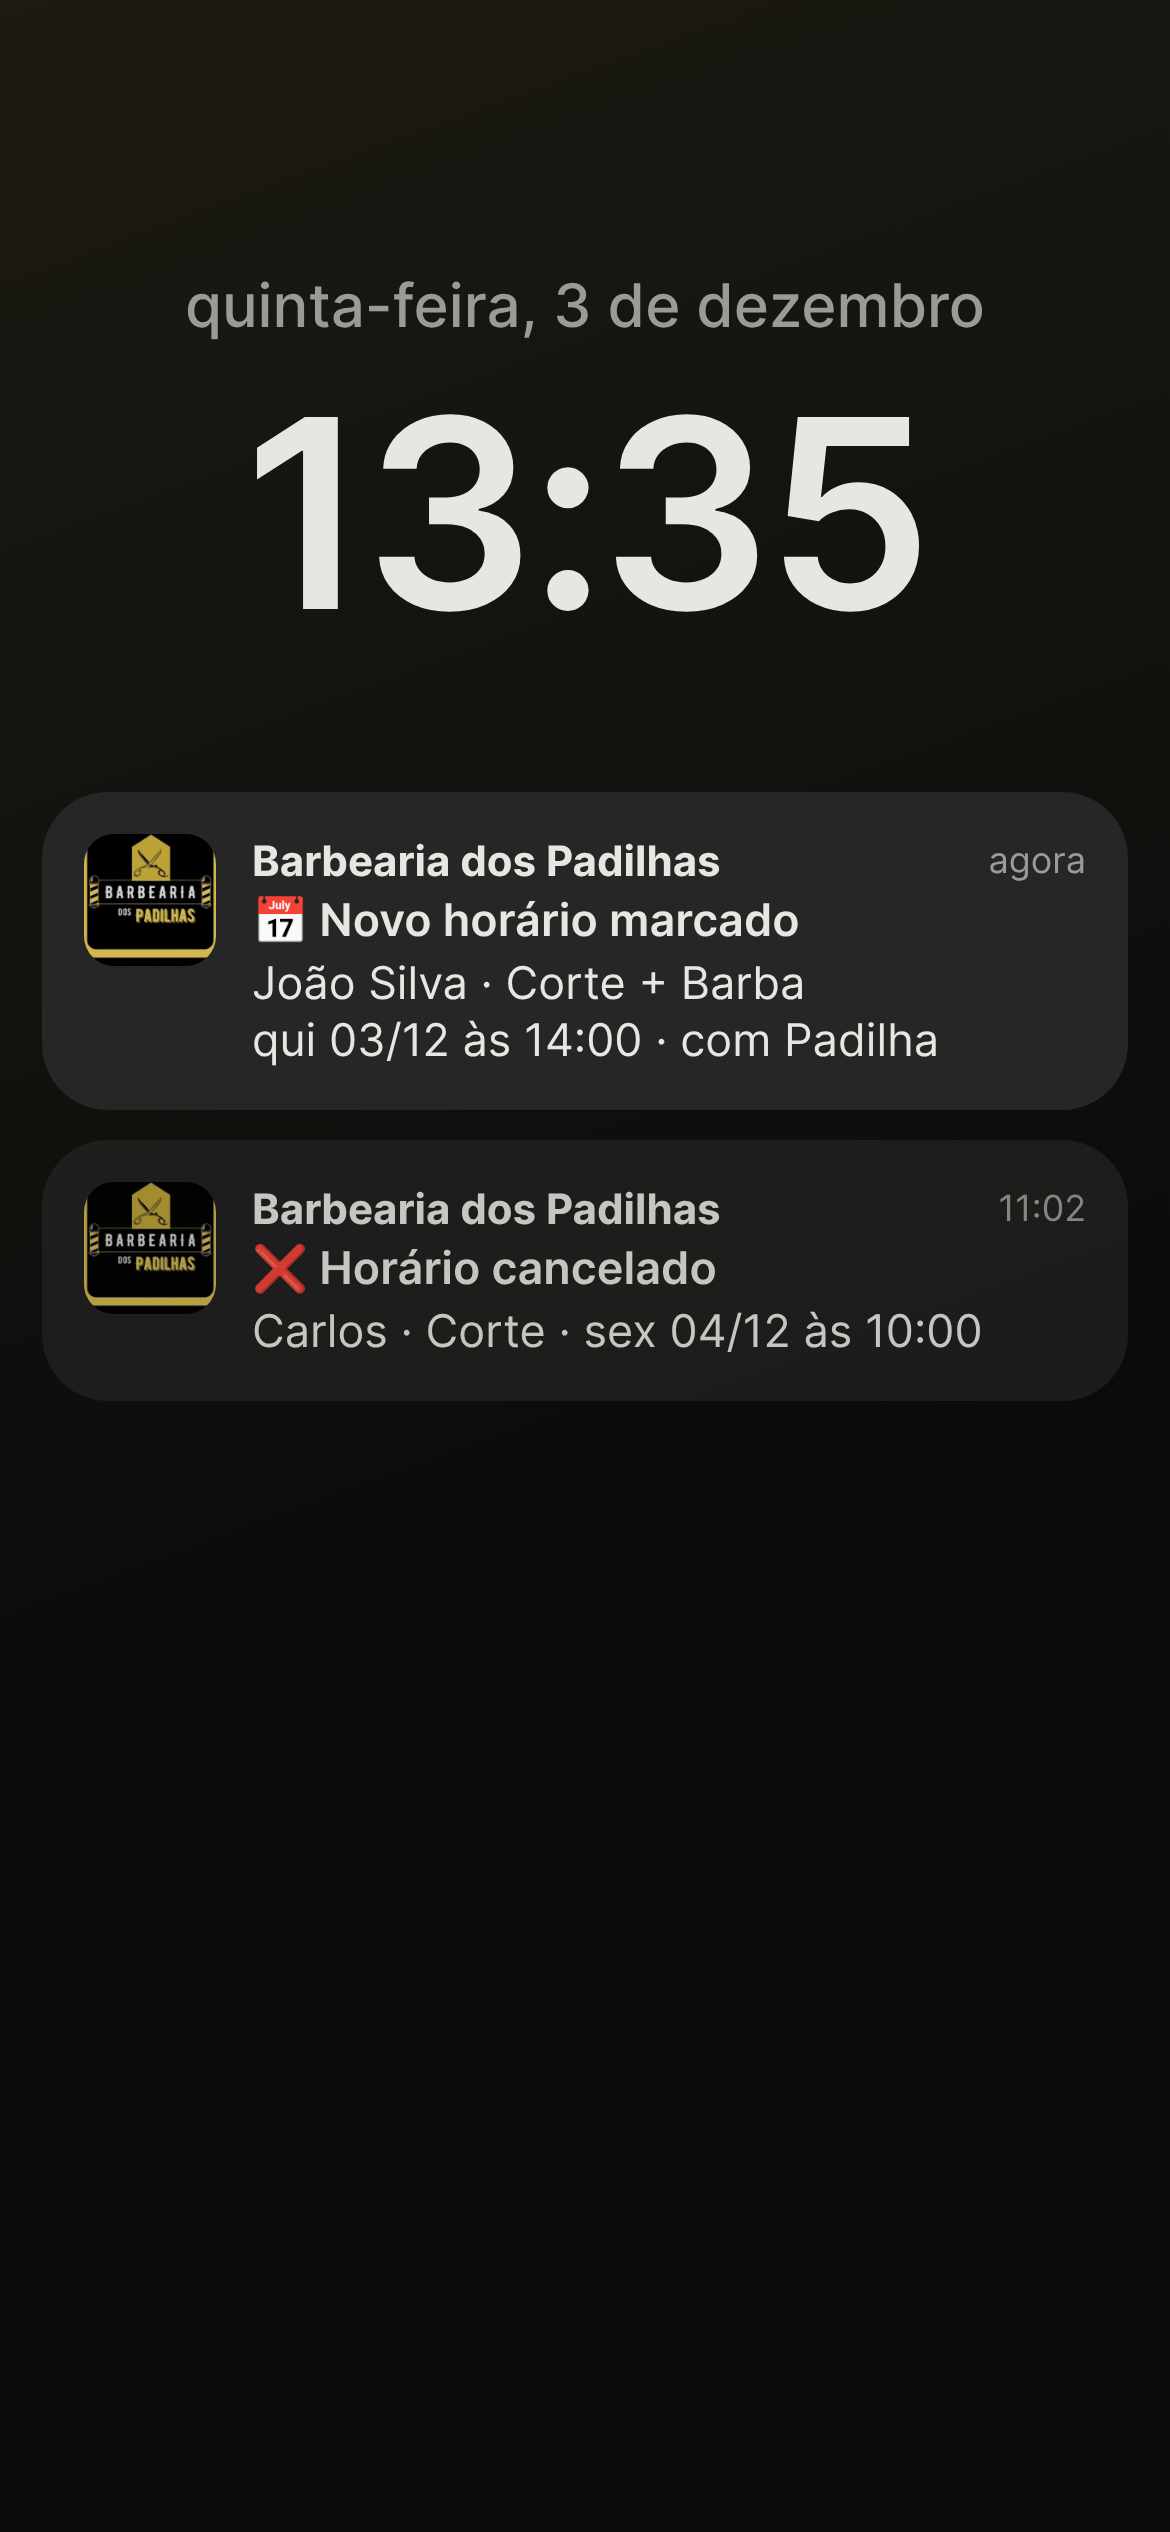 quinta-feira, 3 de dezembro
13:35
BARBEARIA
DOS PADILHAS
Barbearia dos Padilhas
agora
📅 Novo horário marcado
João Silva · Corte + Barba
qui 03/12 às 14:00 · com Padilha
BARBEARIA
DOS PADILHAS
Barbearia dos Padilhas
11:02
❌ Horário cancelado
Carlos · Corte · sex 04/12 às 10:00